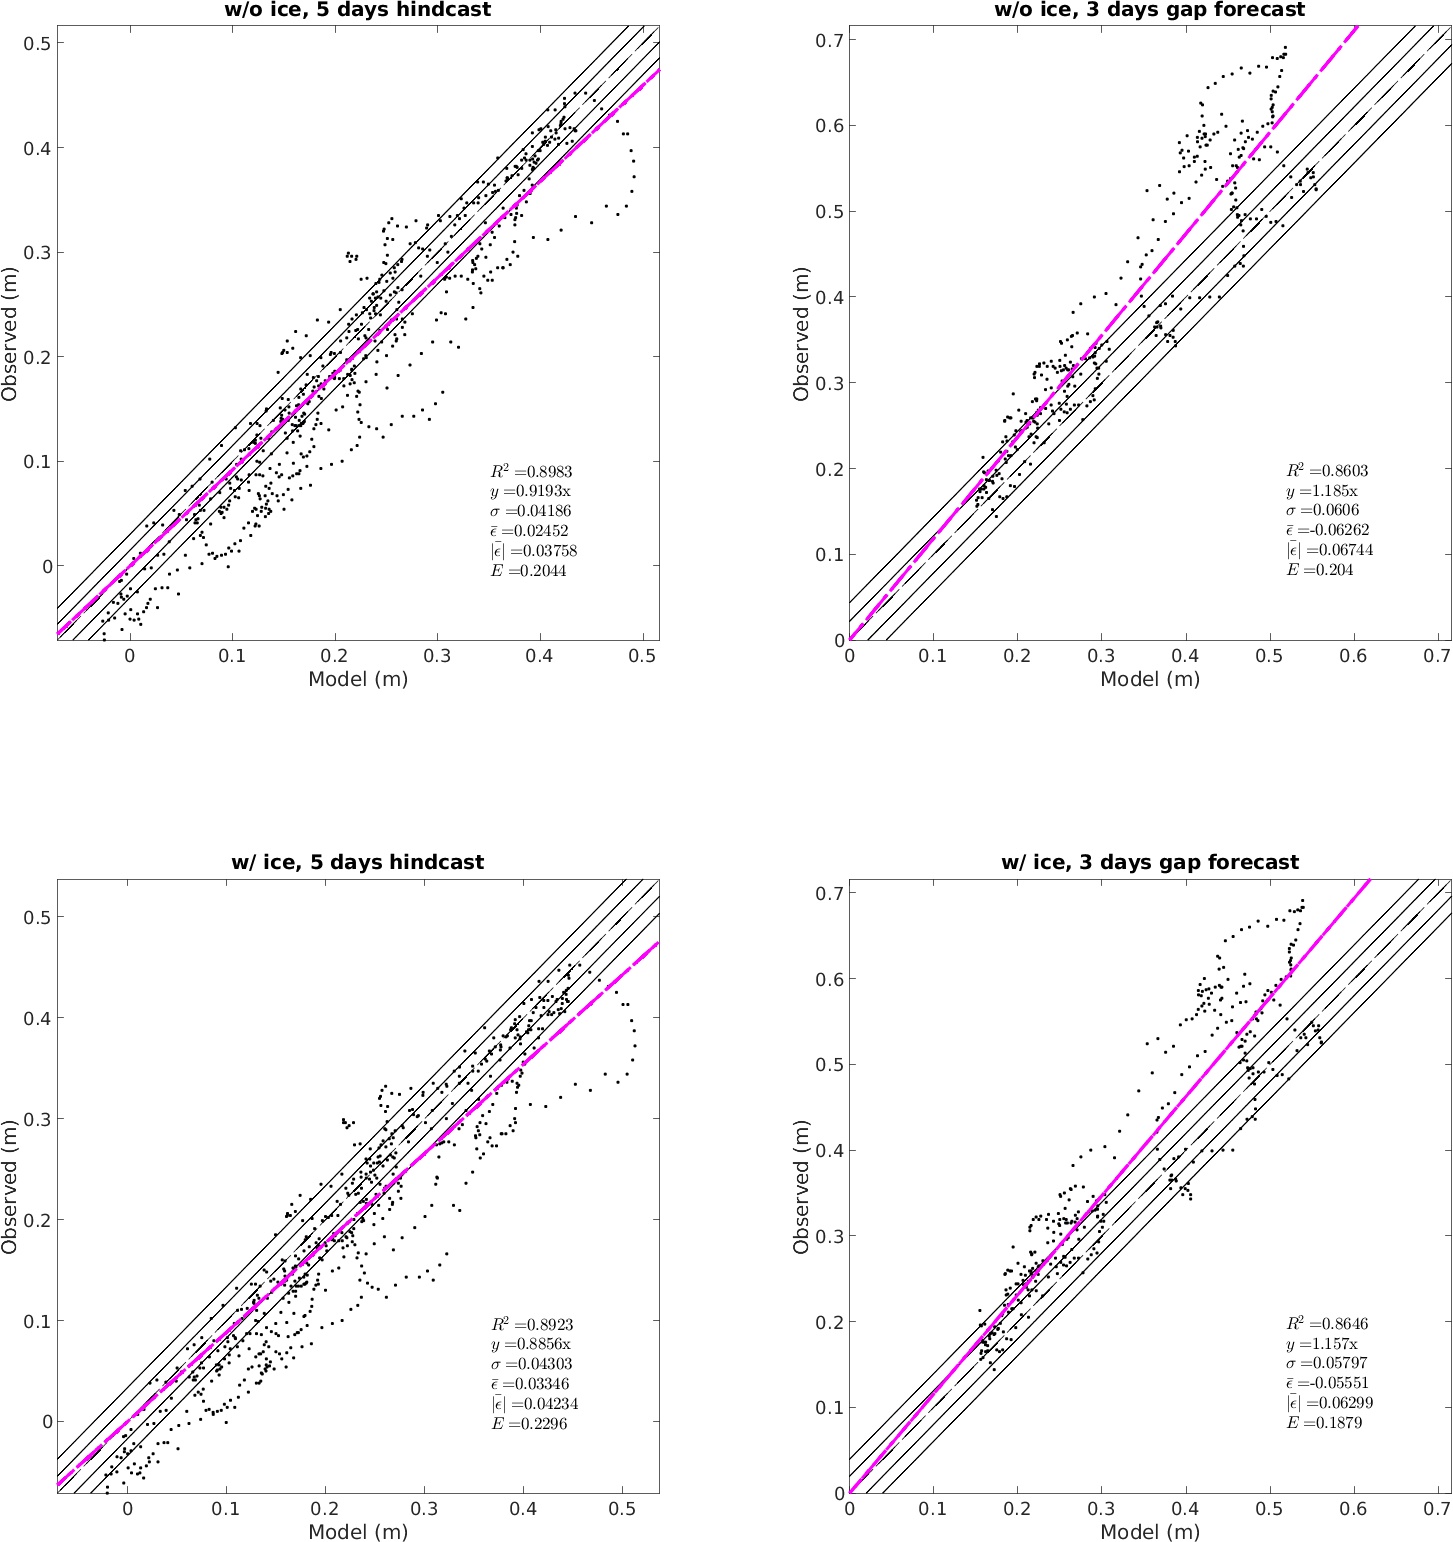 w/o ice, 5 days hindcast
0.5
0.4
0.3
0.2
0.1
0
Observed (m)
0
0.1
0.2
0.3
0.4
0.5
Model (m)
R² =0.8983
y =0.9193x
σ =0.04186
ϵ̄ =0.02452
|ϵ̄| =0.03758
E =0.2044
w/o ice, 3 days gap forecast
0.7
0.6
0.5
0.4
0.3
0.2
0.1
0
Observed (m)
0
0.1
0.2
0.3
0.4
0.5
0.6
0.7
Model (m)
R² =0.8603
y =1.185x
σ =0.0606
ϵ̄ =-0.06262
|ϵ̄| =0.06744
E =0.204
w/ ice, 5 days hindcast
0.5
0.4
0.3
0.2
0.1
0
Observed (m)
0
0.1
0.2
0.3
0.4
0.5
Model (m)
R² =0.8923
y =0.8856x
σ =0.04303
ϵ̄ =0.03346
|ϵ̄| =0.04234
E =0.2296
w/ ice, 3 days gap forecast
0.7
0.6
0.5
0.4
0.3
0.2
0.1
0
Observed (m)
0
0.1
0.2
0.3
0.4
0.5
0.6
0.7
Model (m)
R² =0.8646
y =1.157x
σ =0.05797
ϵ̄ =-0.05551
|ϵ̄| =0.06299
E =0.1879